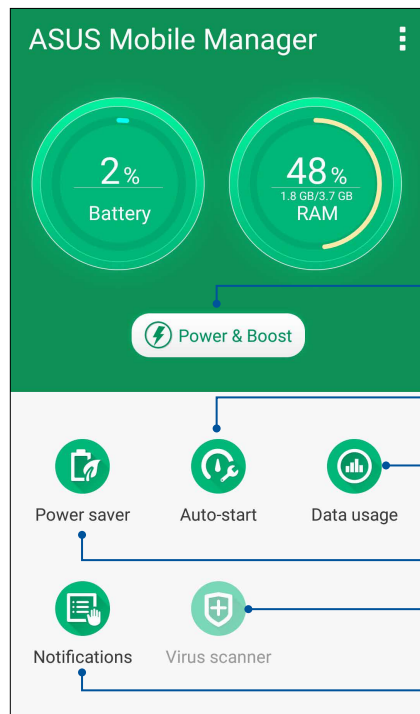 ASUS Mobile Manager
2%
Battery
48%
1.8 GB/3.7 GB
RAM
Power & Boost
Power saver
Auto-start
Data usage
Notifications
Virus scanner